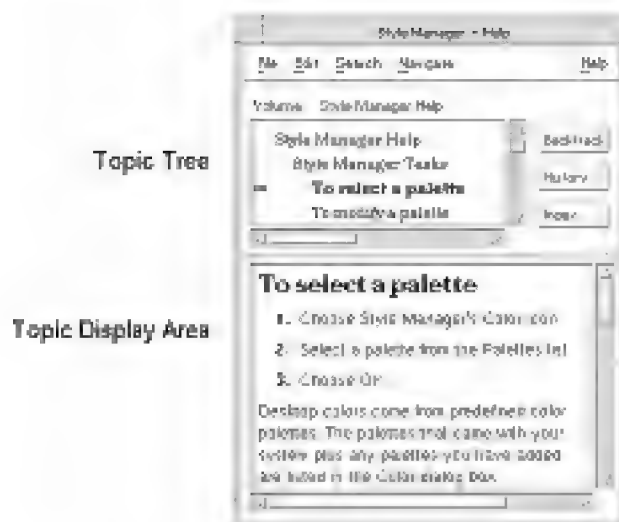 Style Manager - Help
File Edit Search Navigate Help
Volume: Style Manager Help
Topic Tree
Style Manager Help
Style Manager Tasks
To select a palette
To modify a palette
Backtrack
History
Index
Topic Display Area
To select a palette
1. Choose Style Manager's Color icon
2. Select a palette from the Palettes list
3. Choose OK
Desktop colors come from predefined color
palettes. The palettes that came with your
system plus any palettes you have added
are listed in the Color dialog box.